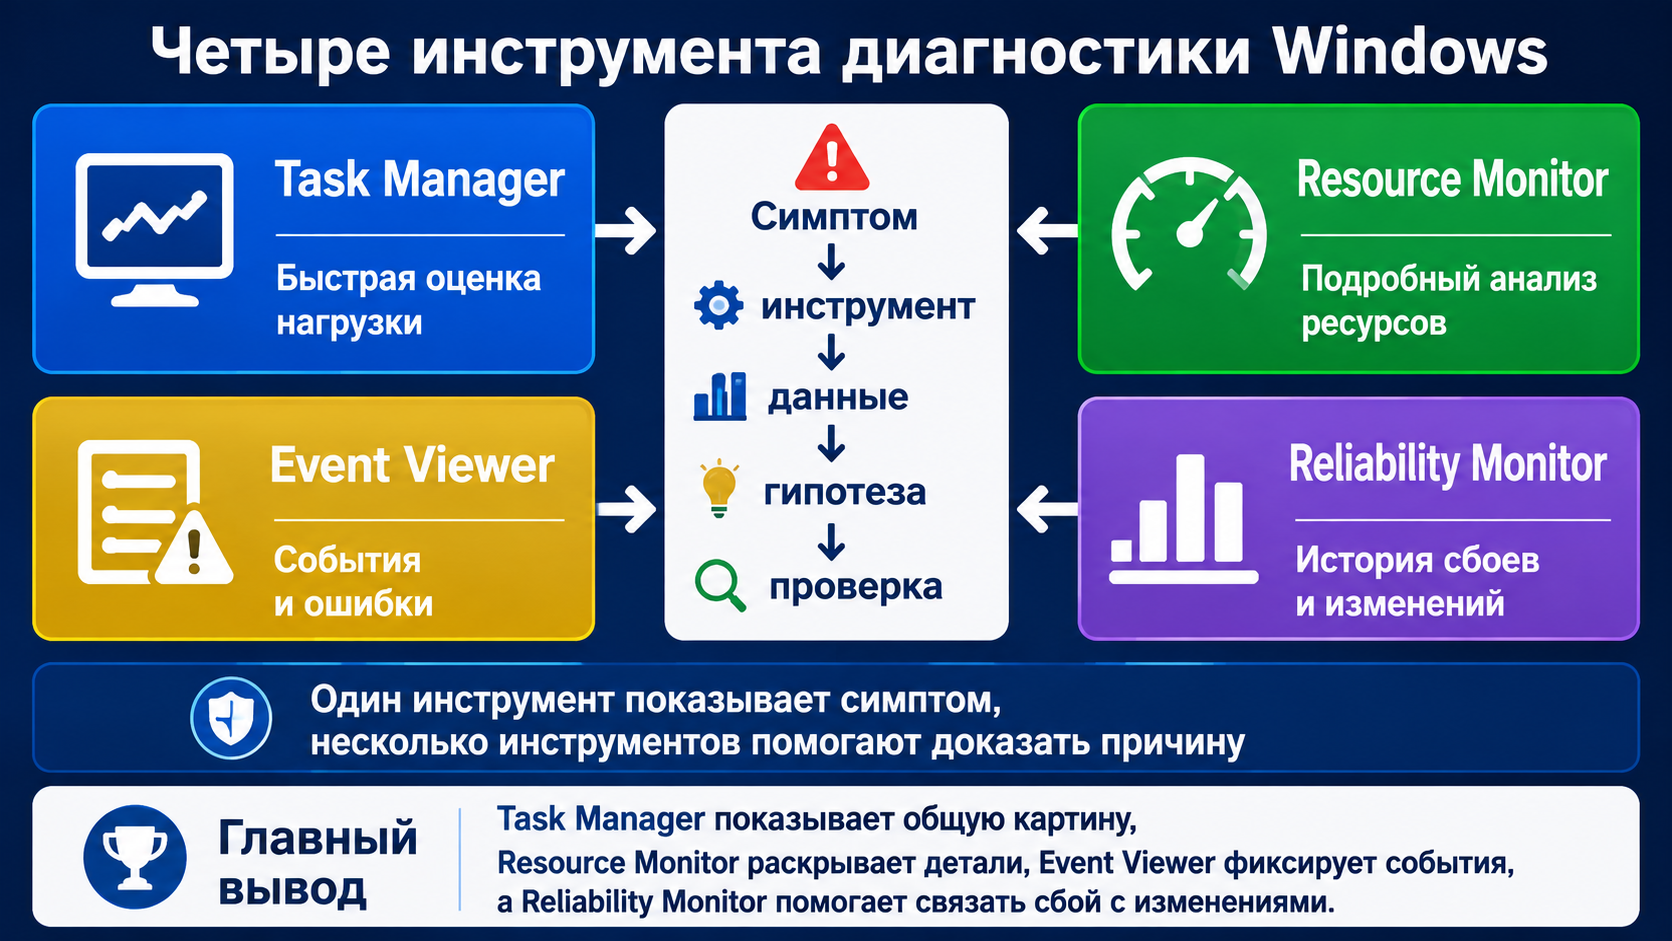 Четыре инструмента диагностики Windows
Task Manager
Быстрая оценка
нагрузки
Event Viewer
События
и ошибки
Симптом
инструмент
данные
гипотеза
проверка
Resource Monitor
Подробный анализ
ресурсов
Reliability Monitor
История сбоев
и изменений
Один инструмент показывает симптом,
несколько инструментов помогают доказать причину
Главный
вывод
Task Manager показывает общую картину,
Resource Monitor раскрывает детали, Event Viewer фиксирует события,
а Reliability Monitor помогает связать сбой с изменениями.